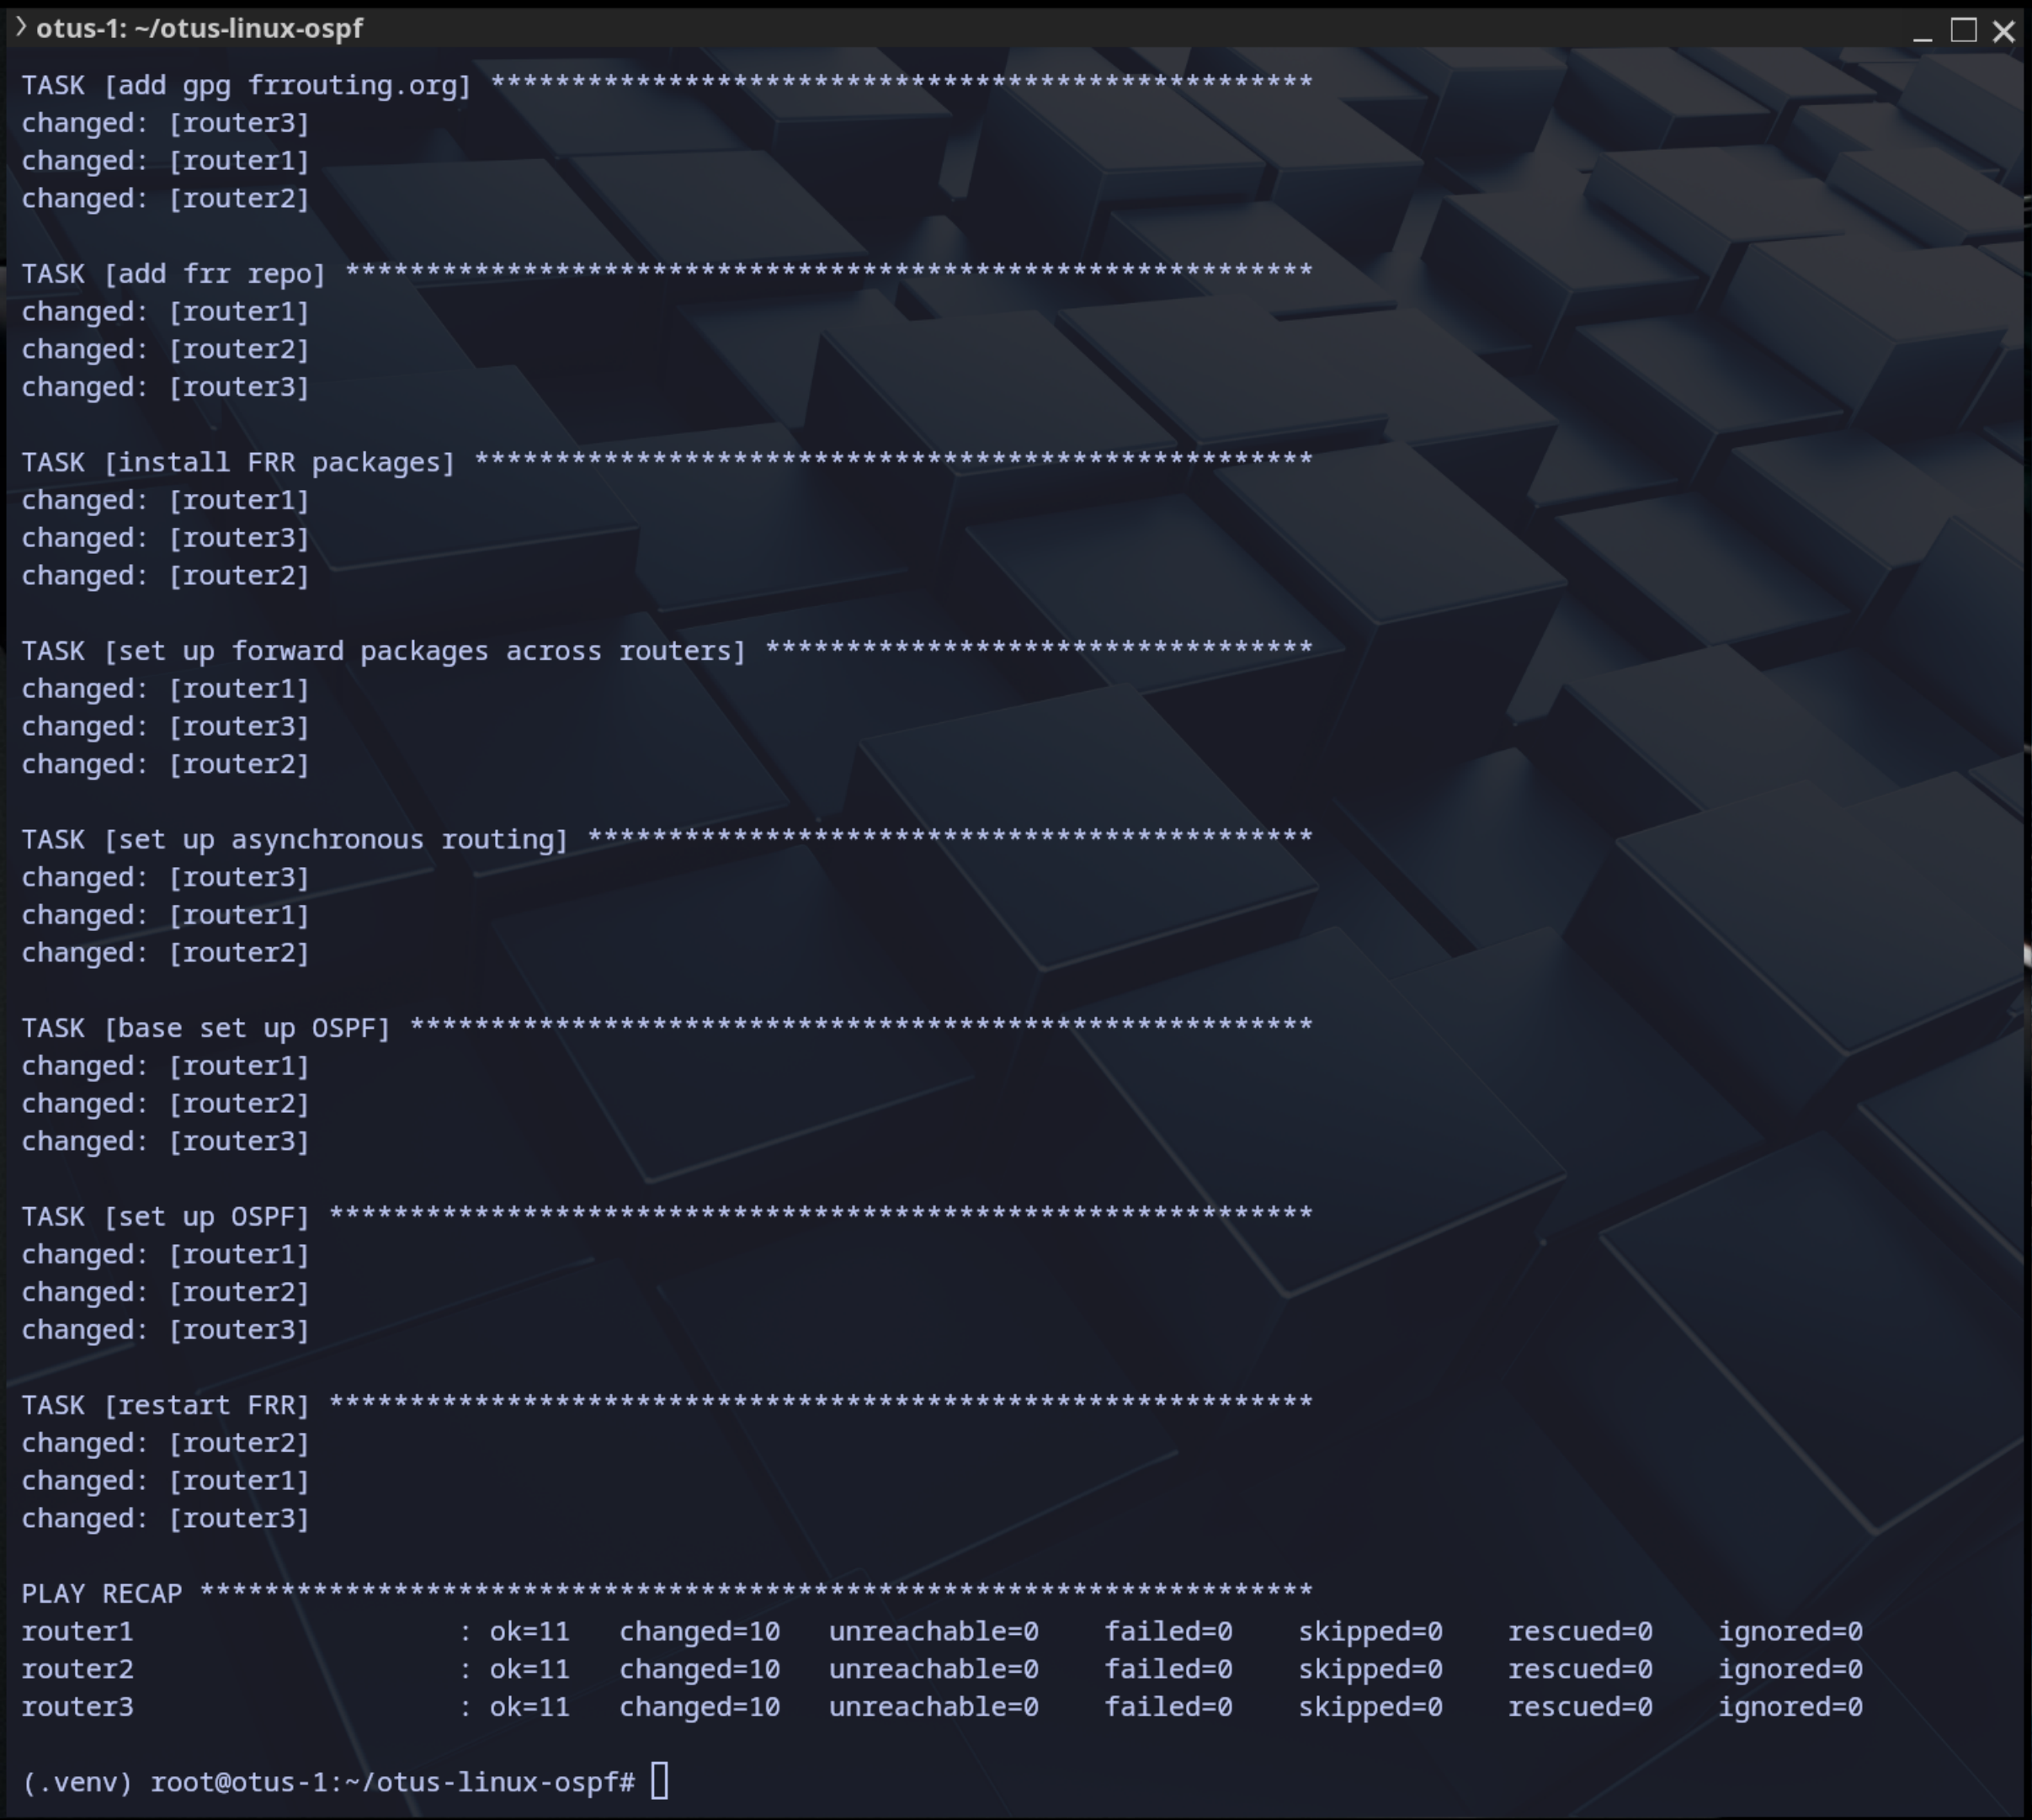 otus-1: ~/otus-linux-ospf
TASK [add gpg frrouting.org] ***************************************************
changed: [router3]
changed: [router1]
changed: [router2]
TASK [add frr repo] ************************************************************
changed: [router1]
changed: [router2]
changed: [router3]
TASK [install FRR packages] ****************************************************
changed: [router1]
changed: [router3]
changed: [router2]
TASK [set up forward packages across routers] **********************************
changed: [router1]
changed: [router3]
changed: [router2]
TASK [set up asynchronous routing] *********************************************
changed: [router3]
changed: [router1]
changed: [router2]
TASK [base set up OSPF] ********************************************************
changed: [router1]
changed: [router2]
changed: [router3]
TASK [set up OSPF] *************************************************************
changed: [router1]
changed: [router2]
changed: [router3]
TASK [restart FRR] *************************************************************
changed: [router2]
changed: [router1]
changed: [router3]
PLAY RECAP *********************************************************************
router1                    : ok=11   changed=10   unreachable=0    failed=0    skipped=0    rescued=0    ignored=0
router2                    : ok=11   changed=10   unreachable=0    failed=0    skipped=0    rescued=0    ignored=0
router3                    : ok=11   changed=10   unreachable=0    failed=0    skipped=0    rescued=0    ignored=0
(.venv) root@otus-1:~/otus-linux-ospf#